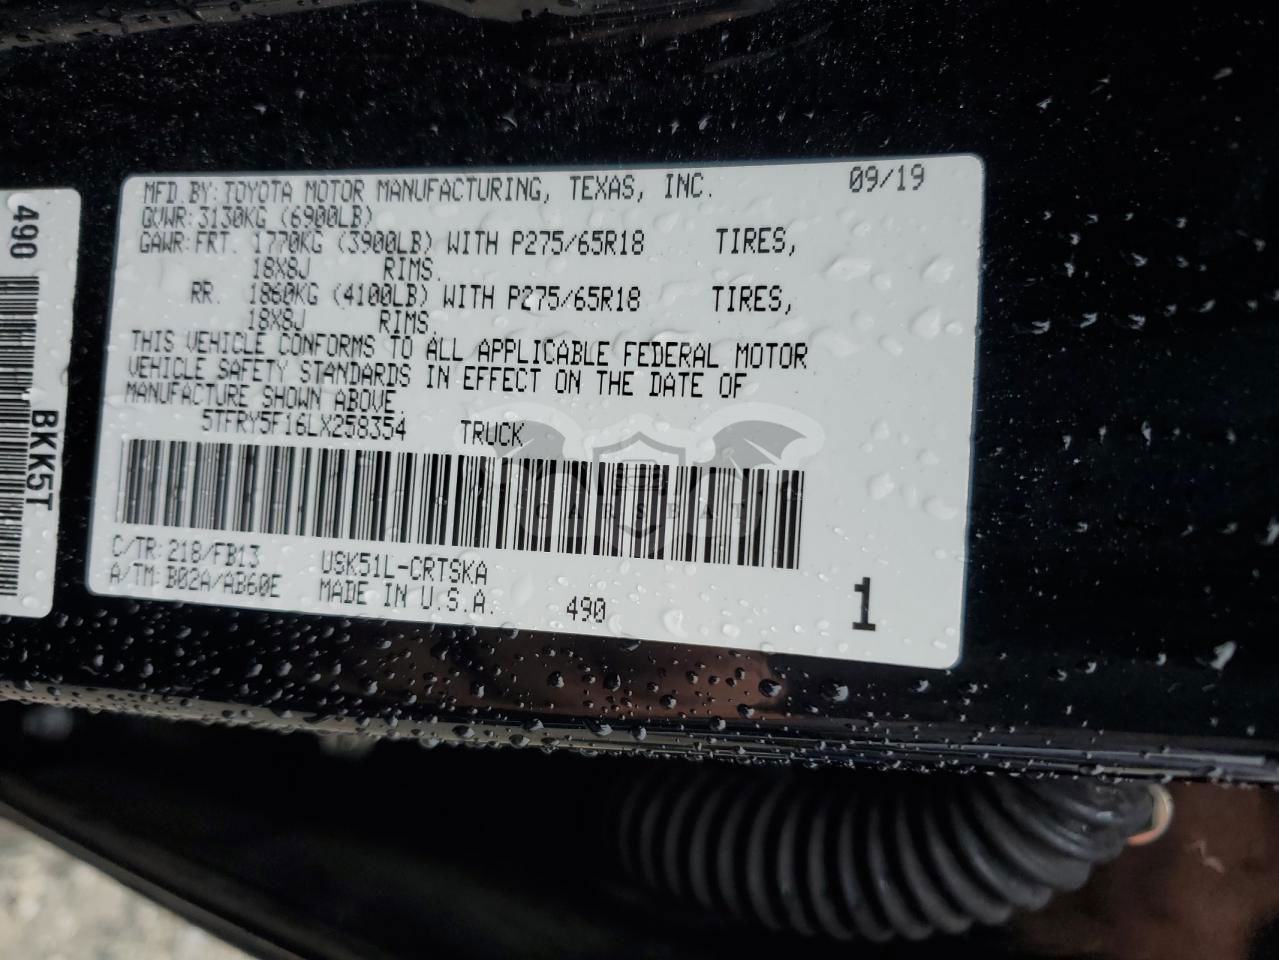 490
BKK5T
MFD.BY: TOYOTA MOTOR MANUFACTURING, TEXAS, INC. 09/19
GVWR: 3130KG (6900LB)
GAWR: FRT. 1770KG (3900LB) WITH P275/65R18 TIRES,
18X8J RIMS.
RR. 1860KG (4100LB) WITH P275/65R18 TIRES,
18X8J RIMS.
THIS VEHICLE CONFORMS TO ALL APPLICABLE FEDERAL MOTOR
VEHICLE SAFETY STANDARDS IN EFFECT ON THE DATE OF
MANUFACTURE SHOWN ABOVE.
5TFRY5F16LX258354 TRUCK
CARSBAT
C/TR: 218/FB13 USK51L-CRTSKA
A/TM: B02A/AB60E MADE IN U.S.A. 490 1